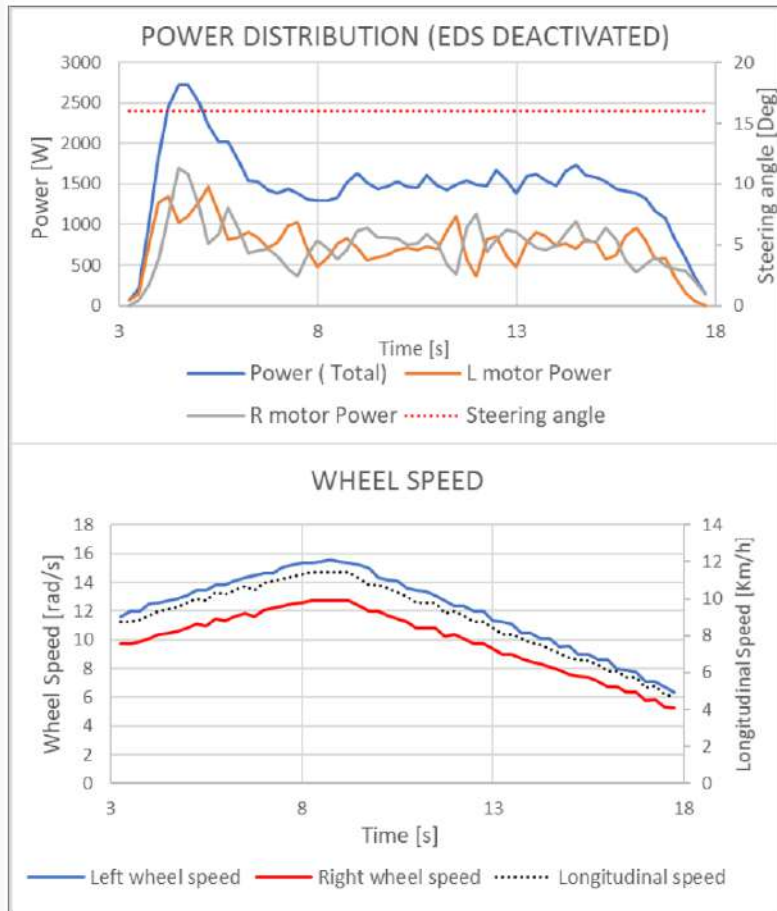 POWER DISTRIBUTION (EDS DEACTIVATED)
3000
2500
2000
1500
1000
500
0
Power [W]
20
15
10
5
0
Steering angle [Deg]
3 8 13 18
Time [s]
Power ( Total) L motor Power
R motor Power Steering angle
WHEEL SPEED
18
16
14
12
10
8
6
4
2
0
Wheel Speed [rad/s]
14
12
10
8
6
4
2
0
Longitudinal Speed [Km/h]
3 8 13 18
Time [s]
Left wheel speed Right wheel speed Longitudinal speed